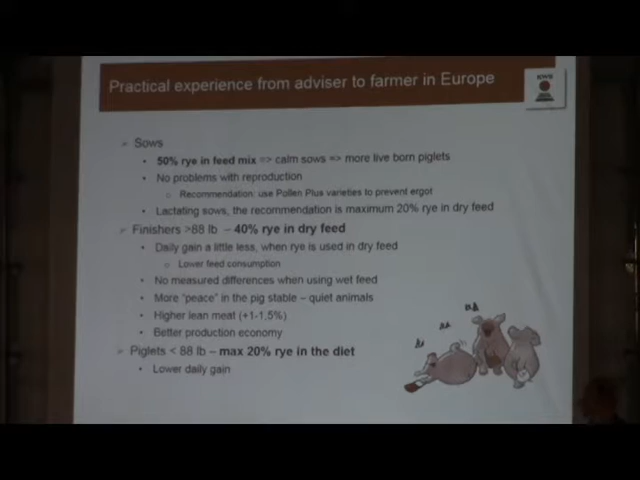 Practical experience from adviser to farmer in Europe
KWS
Sows
50% rye in feed mix => calm sows => more live born piglets
No problems with reproduction
Recommendation: use Pollen Plus varieties to prevent ergot
Lactating sows, the recommendation is maximum 20% rye in dry feed
Finishers >88 lb – 40% rye in dry feed
Daily gain a little less, when rye is used in dry feed
Lower feed consumption
No measured differences when using wet feed
More "peace" in the pig stable – quiet animals
Higher lean meat (+1-1,5%)
Better production economy
Piglets < 88 lb – max 20% rye in the diet
Lower daily gain